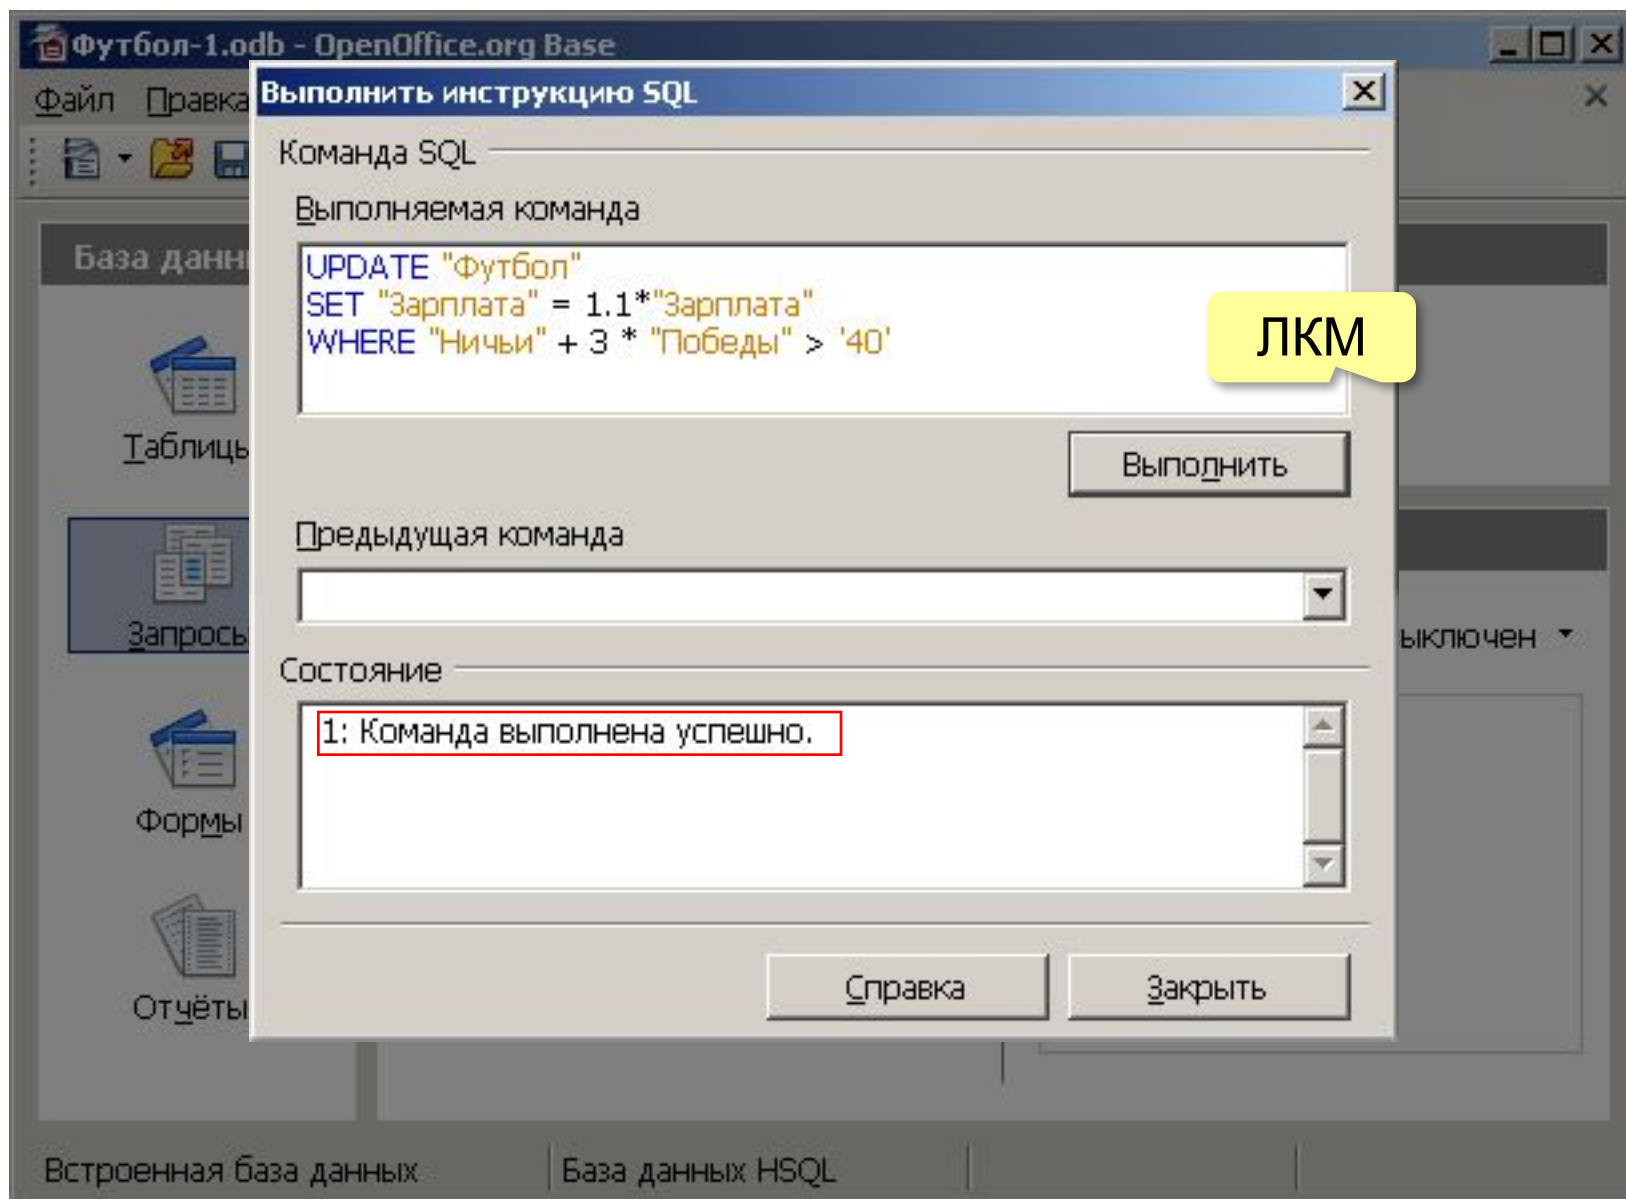 Футбол-1.odb - OpenOffice.org Base
Файл Правка
Выполнить инструкцию SQL
Команда SQL
Выполняемая команда
База данн
UPDATE "Футбол"
SET "Зарплата" = 1.1*"Зарплата"
WHERE "Ничьи" + 3 * "Победы" > '40'
ЛКМ
Таблицы
Выполнить
Предыдущая команда
Запросы
ыключен
Состояние
1: Команда выполнена успешно.
Формы
Отчёты
Справка
Закрыть
Встроенная база данных
База данных HSQL